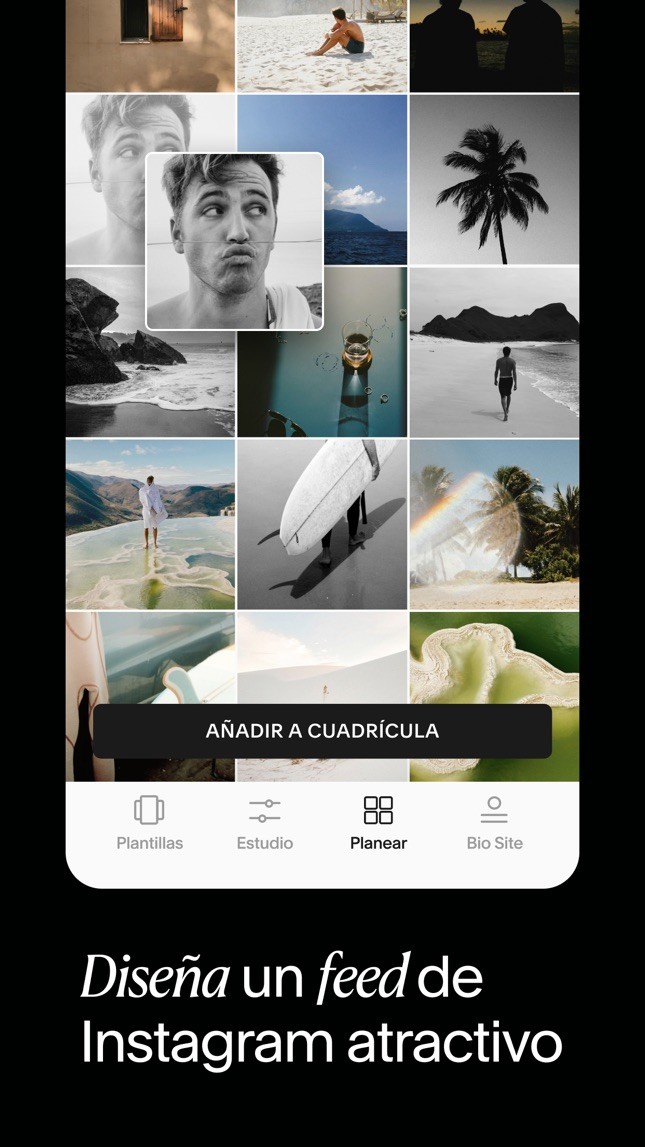 AÑADIR A CUADRÍCULA
Plantillas
Estudio
Planear
Bio Site
Diseña un feed de
Instagram atractivo